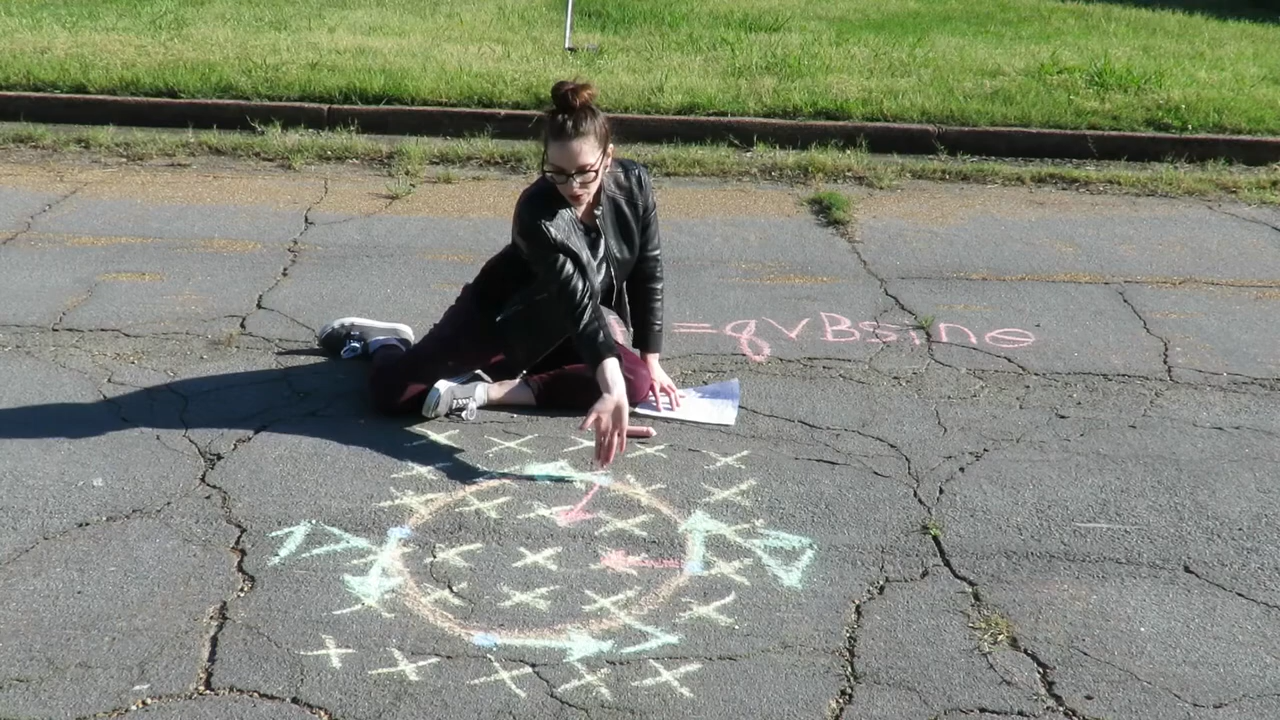 = qvBsinθ
V
V